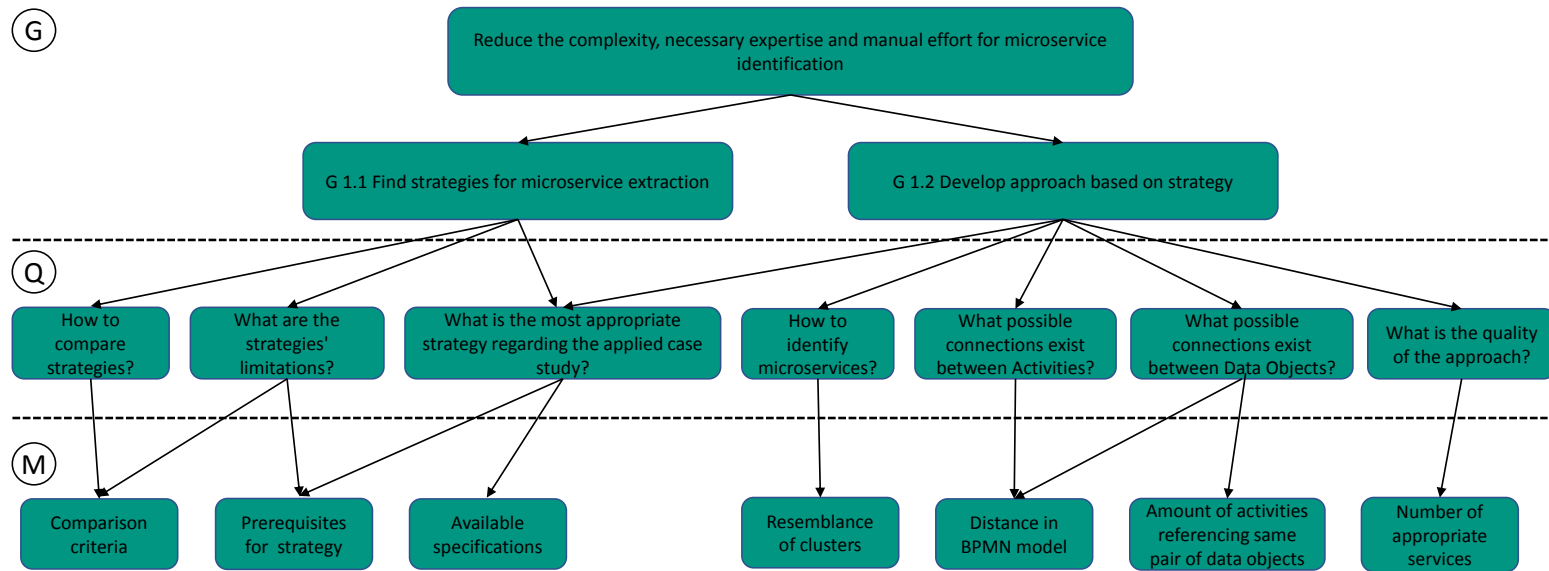 G
Reduce the complexity, necessary expertise and manual effort for microservice
identification
G 1.1 Find strategies for microservice extraction
G 1.2 Develop approach based on strategy
Q
How to
compare
strategies?
What are the
strategies'
limitations?
What is the most appropriate
strategy regarding the applied case
study?
How to
identify
microservices?
What possible
connections exist
between Activities?
What possible
connections exist
between Data Objects?
What is the quality
of the approach?
M
Comparison
criteria
Prerequisites
for strategy
Available
specifications
Resemblance
of clusters
Distance in
BPMN model
Amount of activities
referencing same
pair of data objects
Number of
appropriate
services